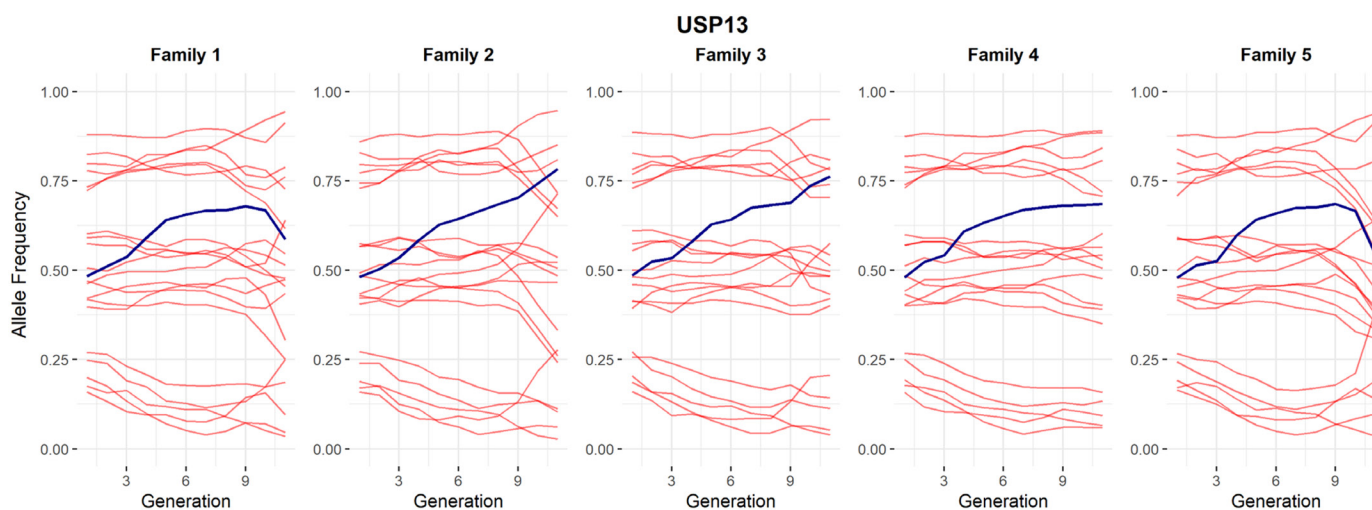 USP13
Family 1 Family 2 Family 3 Family 4 Family 5
1.00 1.00 1.00 1.00 1.00
0.75 0.75 0.75 0.75 0.75
0.50 0.50 0.50 0.50 0.50
0.25 0.25 0.25 0.25 0.25
0.00 0.00 0.00 0.00 0.00
Allele Frequency
3 6 9 3 6 9 3 6 9 3 6 9 3 6 9
Generation Generation Generation Generation Generation